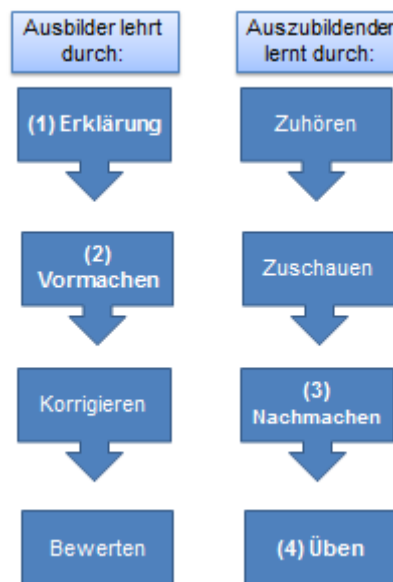 Ausbilder lehrt
durch:
Auszubildender
lernt durch:
(1) Erklärung
Zuhören
(2)
Vormachen
Zuschauen
Korrigieren
(3)
Nachmachen
Bewerten
(4) Üben